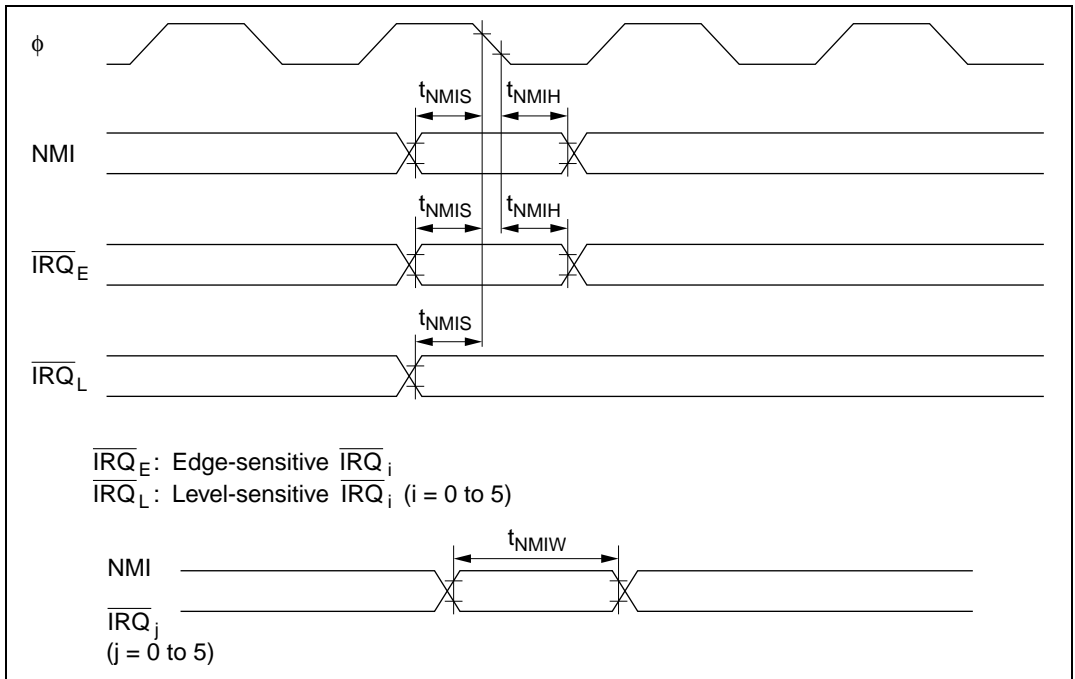 ϕ
tNMIS tNMIH
NMI
tNMIS tNMIH
IRQE
tNMIS
IRQL
IRQE: Edge-sensitive IRQi
IRQL: Level-sensitive IRQi (i = 0 to 5)
tNMIW
NMI
IRQj
(j = 0 to 5)